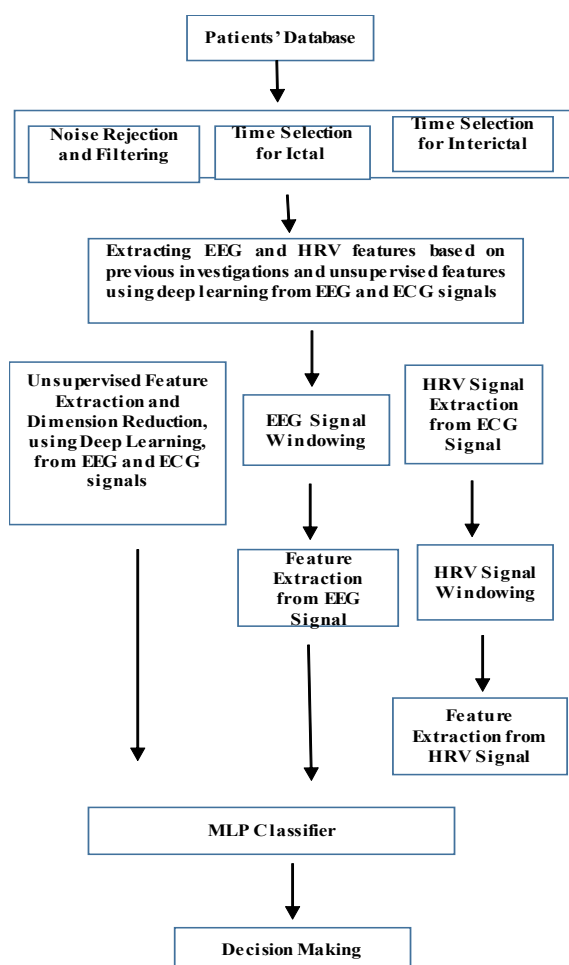 Patients’ Database
Noise Rejection
and Filtering
Time Selection
for Ictal
Time Selection
for Interictal
Extracting EEG and HRV features based on
previous investigations and unsupervised features
using deep learning from EEG and ECG signals
Unsupervised Feature
Extraction and
Dimension Reduction,
using Deep Learning,
from EEG and ECG
signals
EEG Signal
Windowing
HRV Signal
Extraction
from ECG
Signal
Feature
Extraction
from EEG
Signal
HRV Signal
Windowing
Feature
Extraction from
HRV Signal
MLP Classifier
Decision Making